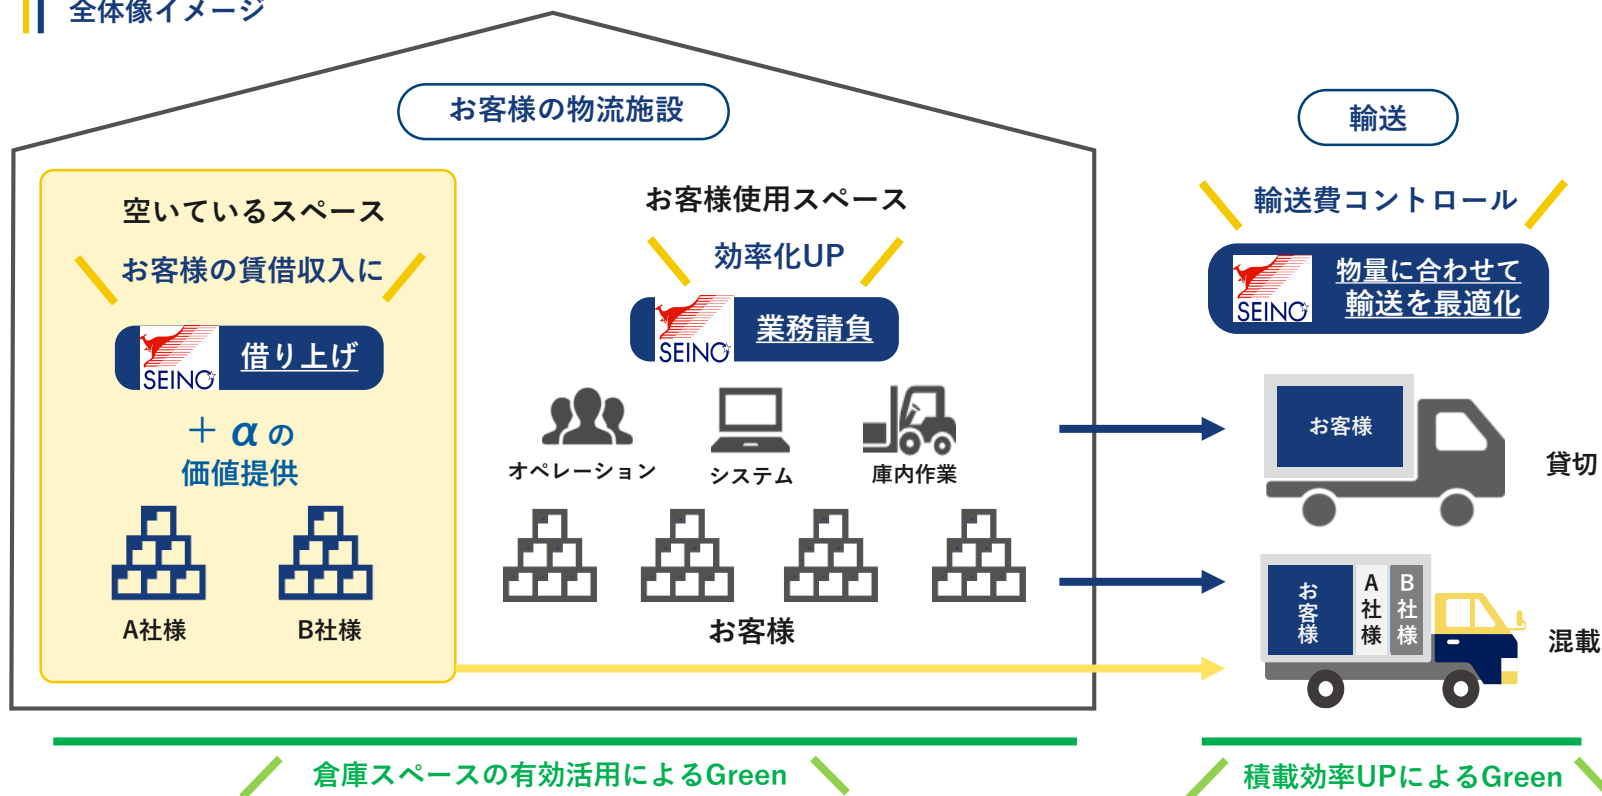 全体像イメージ
お客様の物流施設
空いているスペース
お客様の賃借収入に
SEINO
借り上げ
＋αの
価値提供
A社様
B社様
お客様使用スペース
効率化UP
SEINO
業務請負
オペレーション
システム
庫内作業
お客様
輸送
輸送費コントロール
SEINO
物量に合わせて
輸送を最適化
お客様
貸切
お客様
A社様
B社様
混載
倉庫スペースの有効活用によるGreen
積載効率UPによるGreen